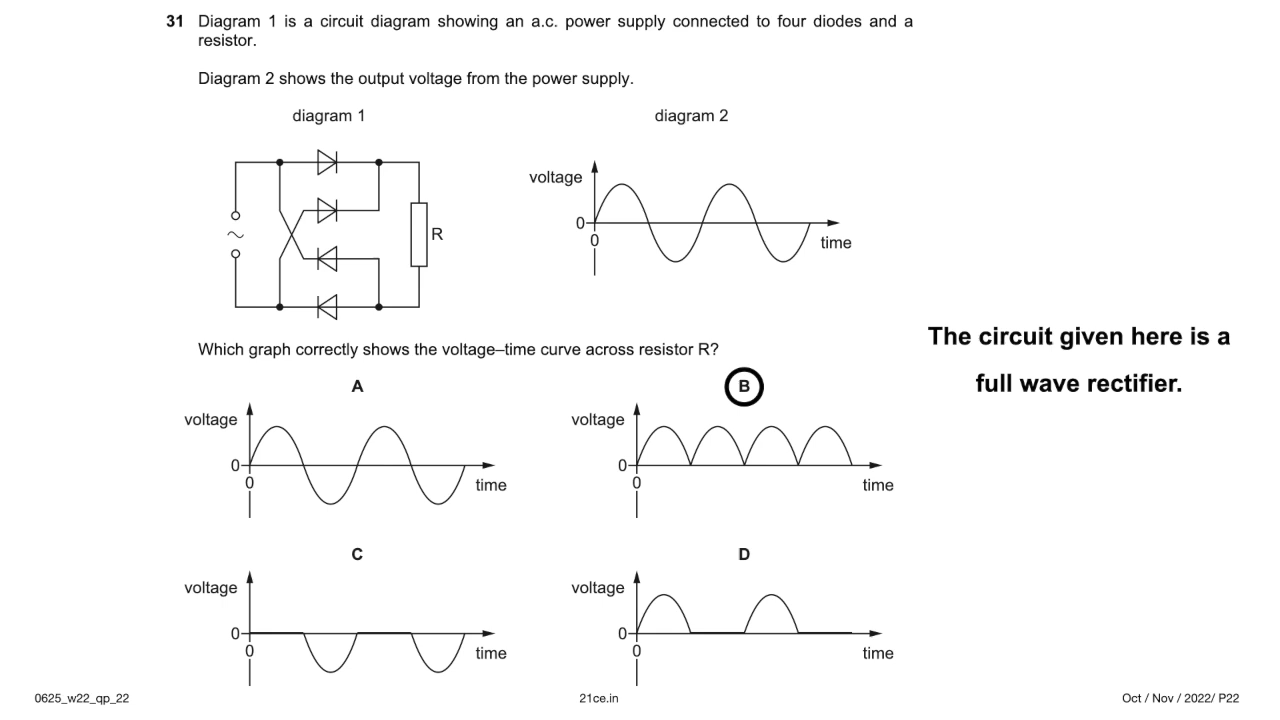 31 Diagram 1 is a circuit diagram showing an a.c. power supply connected to four diodes and a
resistor.
Diagram 2 shows the output voltage from the power supply.
diagram 1
diagram 2
R
~
voltage
0
0
time
Which graph correctly shows the voltage–time curve across resistor R?
The circuit given here is a
full wave rectifier.
A
voltage
0
0
time
B
voltage
0
0
time
C
voltage
0
0
time
D
voltage
0
0
time
0625_w22_qp_22
21ce.in
Oct / Nov / 2022/ P22